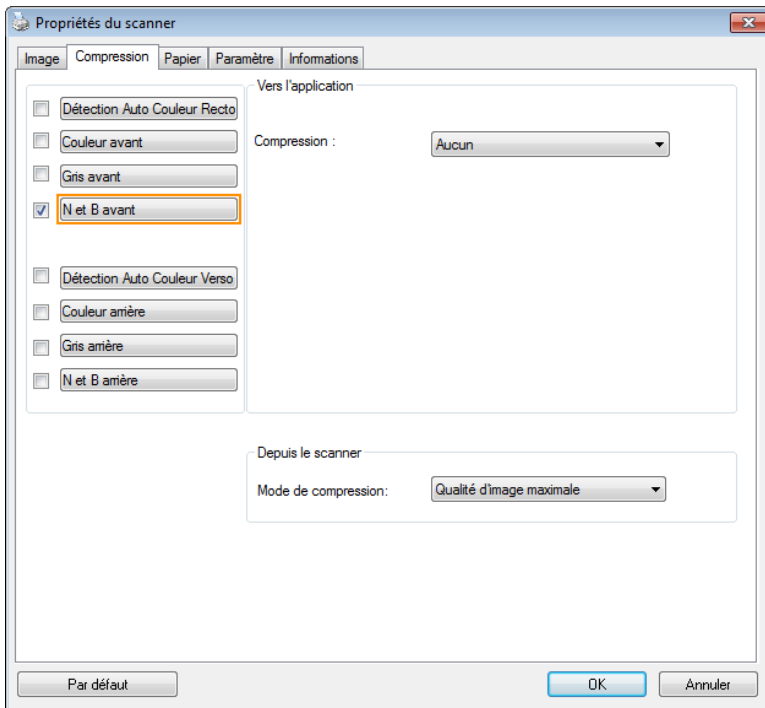 Propriétés du scanner
Image Compression Papier Paramètre Informations
Détection Auto Couleur Recto
Couleur avant
Gris avant
N et B avant
Détection Auto Couleur Verso
Couleur arrière
Gris arrière
N et B arrière
Vers l'application
Compression : Aucun
Depuis le scanner
Mode de compression: Qualité d'image maximale
Par défaut OK Annuler